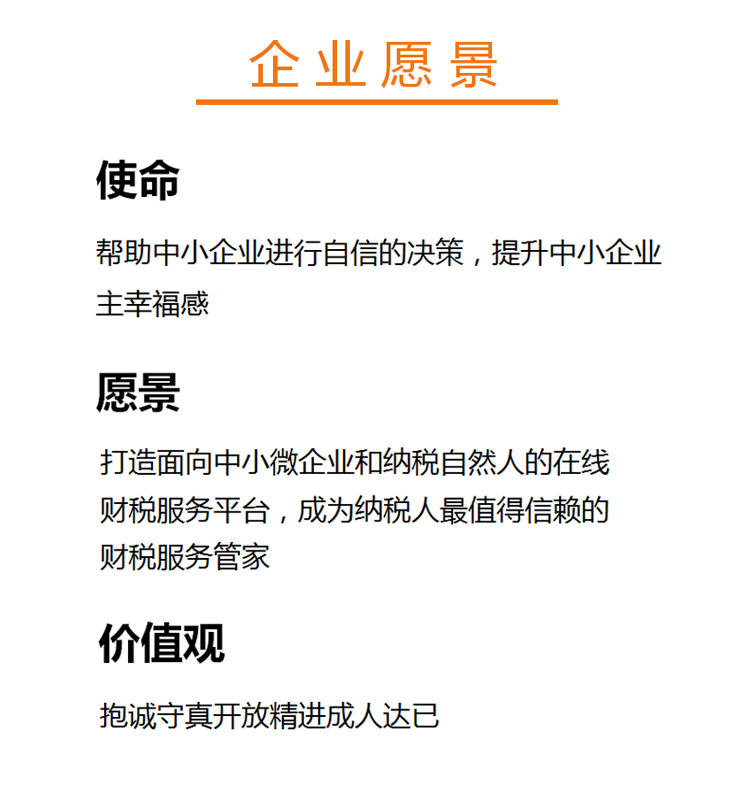 企业愿景
使命
帮助中小企业进行自信的决策，提升中小企业
主幸福感
愿景
打造面向中小微企业和纳税自然人的在线
财税服务平台，成为纳税人最值得信赖的
财税服务管家
价值观
抱诚守真开放精进成人达已